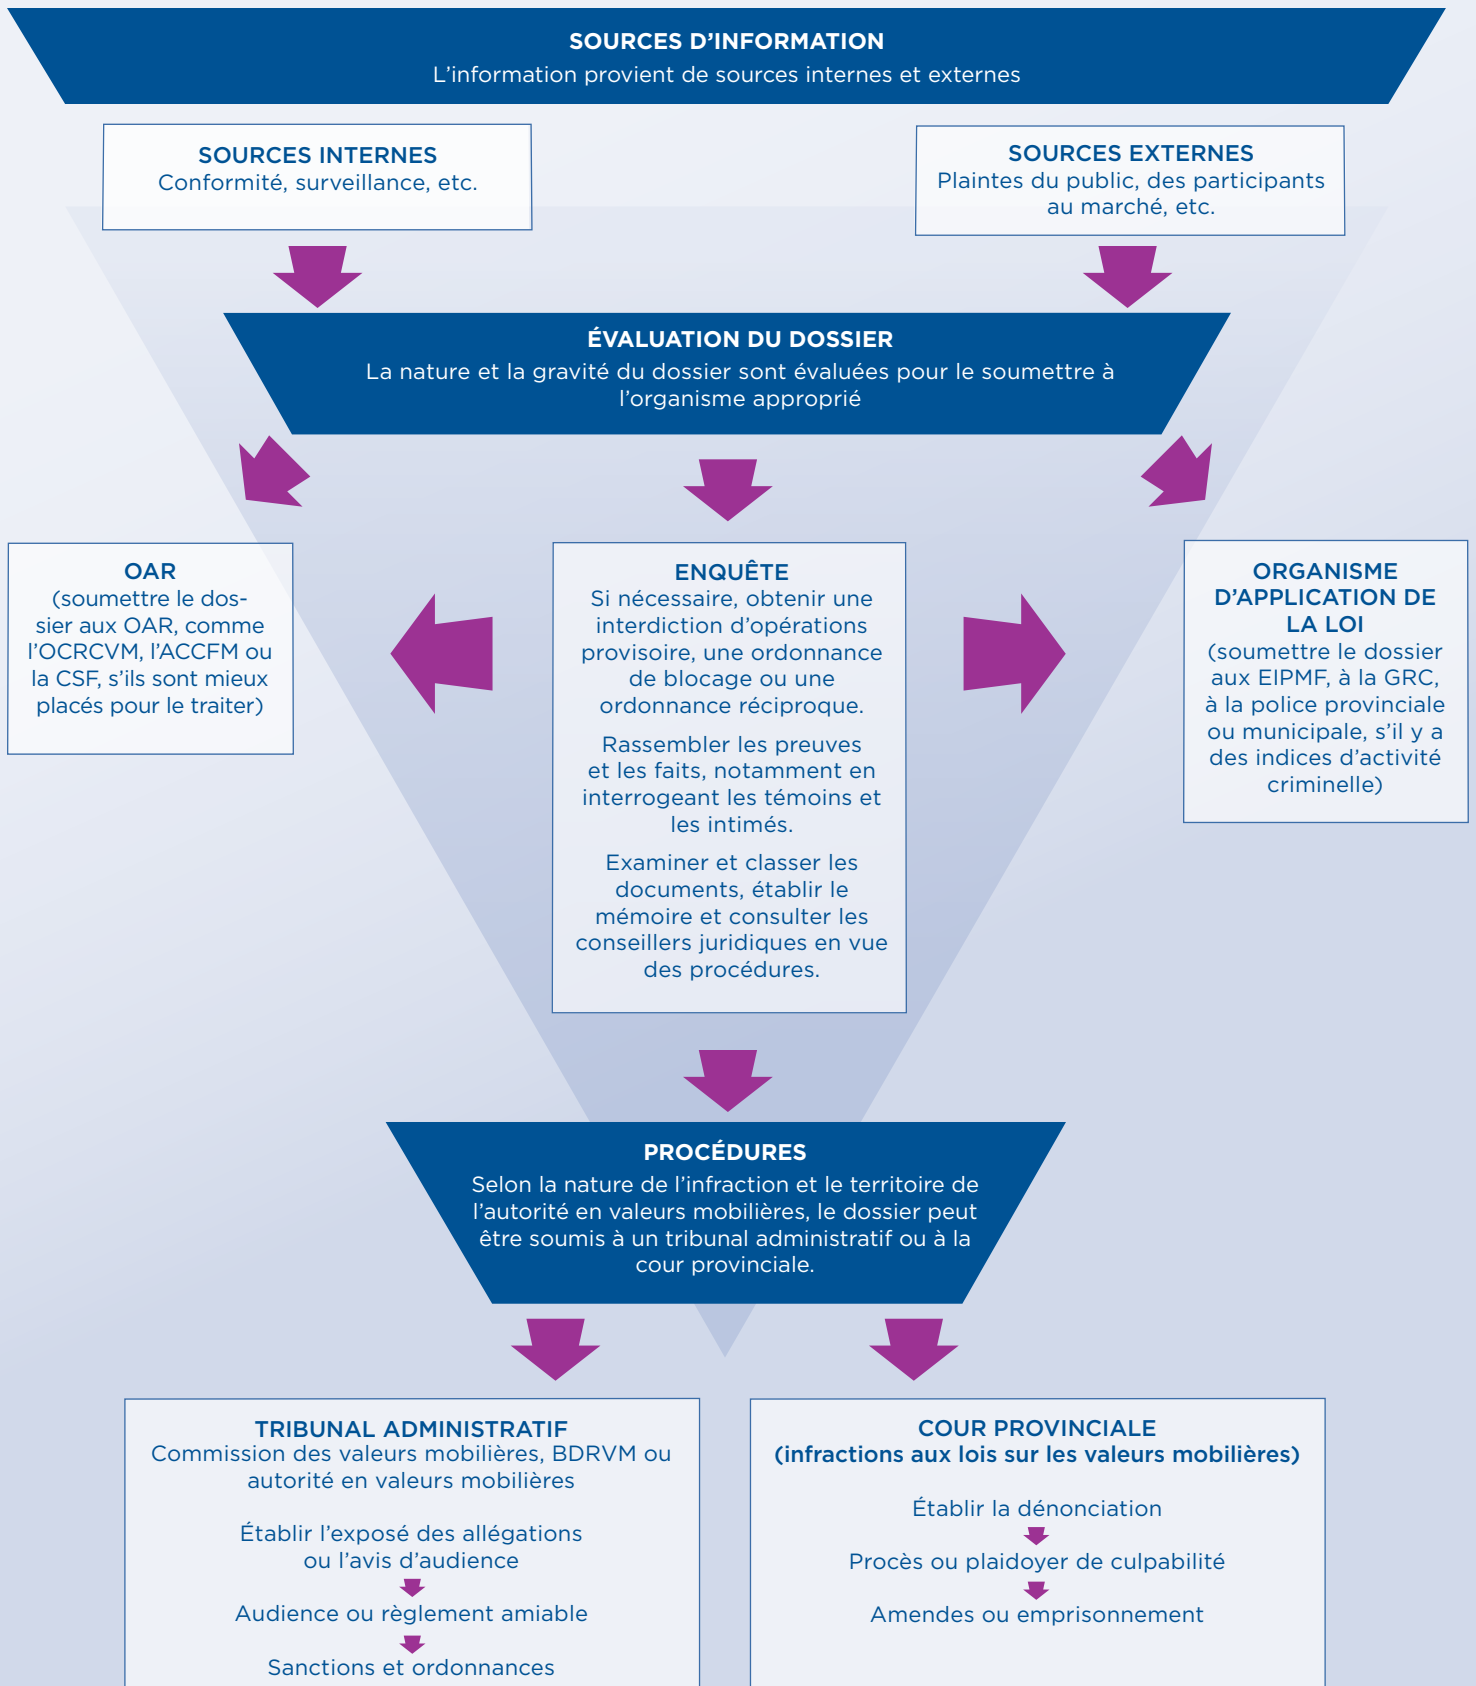 SOURCES D’INFORMATION
L’information provient de sources internes et externes
SOURCES INTERNES
Conformité, surveillance, etc.
SOURCES EXTERNES
Plaintes du public, des participants
au marché, etc.
ÉVALUATION DU DOSSIER
La nature et la gravité du dossier sont évaluées pour le soumettre à
l’organisme approprié
OAR
(soumettre le dos-
sier aux OAR, comme
l’OCRCVM, l’ACCFM ou
la CSF, s’ils sont mieux
placés pour le traiter)
ENQUÊTE
Si nécessaire, obtenir une
interdiction d’opérations
provisoire, une ordonnance
de blocage ou une
ordonnance réciproque.
Rassembler les preuves
et les faits, notamment en
interrogeant les témoins et
les intimés.
Examiner et classer les
documents, établir le
mémoire et consulter les
conseillers juridiques en vue
des procédures.
ORGANISME
D’APPLICATION DE
LA LOI
(soumettre le dossier
aux EIPMF, à la GRC,
à la police provinciale
ou municipale, s’il y a
des indices d’activité
criminelle)
PROCÉDURES
Selon la nature de l’infraction et le territoire de
l’autorité en valeurs mobilières, le dossier peut
être soumis à un tribunal administratif ou à la
cour provinciale.
TRIBUNAL ADMINISTRATIF
Commission des valeurs mobilières, BDRVM ou
autorité en valeurs mobilières
Établir l’exposé des allégations
ou l’avis d’audience
Audience ou règlement amiable
Sanctions et ordonnances
COUR PROVINCIALE
(infractions aux lois sur les valeurs mobilières)
Établir la dénonciation
Procès ou plaidoyer de culpabilité
Amendes ou emprisonnement